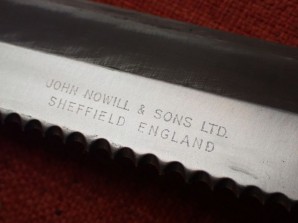 JOHN NOWILL & SONS LTD.
SHEFFIELD ENGLAND